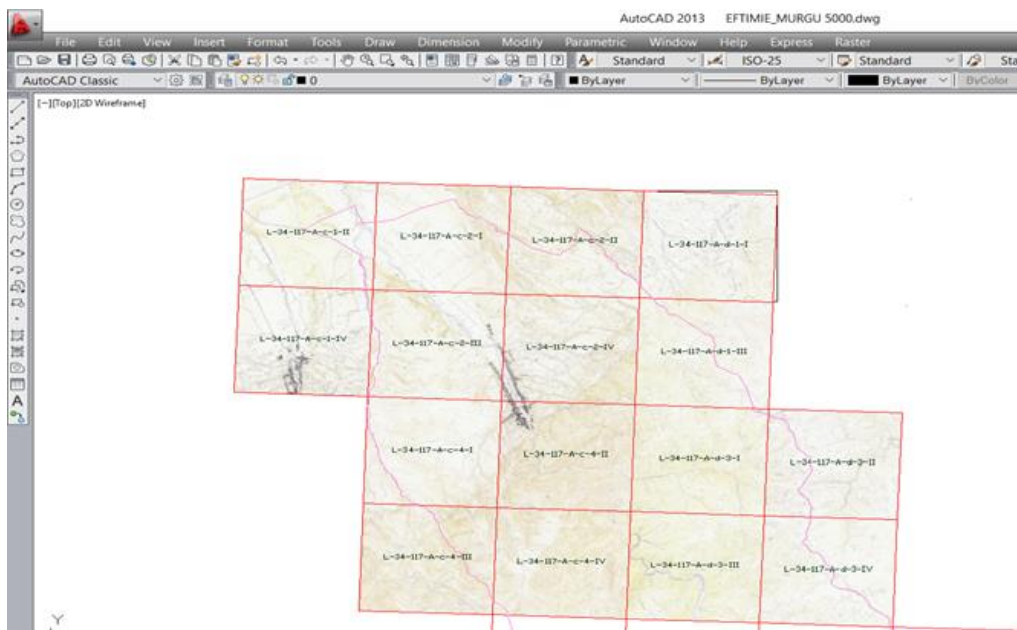 AutoCAD 2013 EFTIMIE_MURGU 5000.dwg
File Edit View Insert Format Tools Draw Dimension Modify Parametric Window Help Express Raster
Standard ISO-25 Standard Sta
AutoCAD Classic 0 ByLayer ByLayer ByLayer ByColor
[-][Top][2D Wireframe]
L-34-117-A-c-1-II L-34-117-A-c-2-I L-34-117-A-c-2-II L-34-117-A-d-1-I
L-34-117-A-c-1-IV L-34-117-A-c-2-III L-34-117-A-c-2-IV L-34-117-A-d-1-III
L-34-117-A-c-4-I L-34-117-A-c-4-II L-34-117-A-d-3-I L-34-117-A-d-3-II
L-34-117-A-c-4-III L-34-117-A-c-4-IV L-34-117-A-d-3-III L-34-117-A-d-3-IV
A
Y